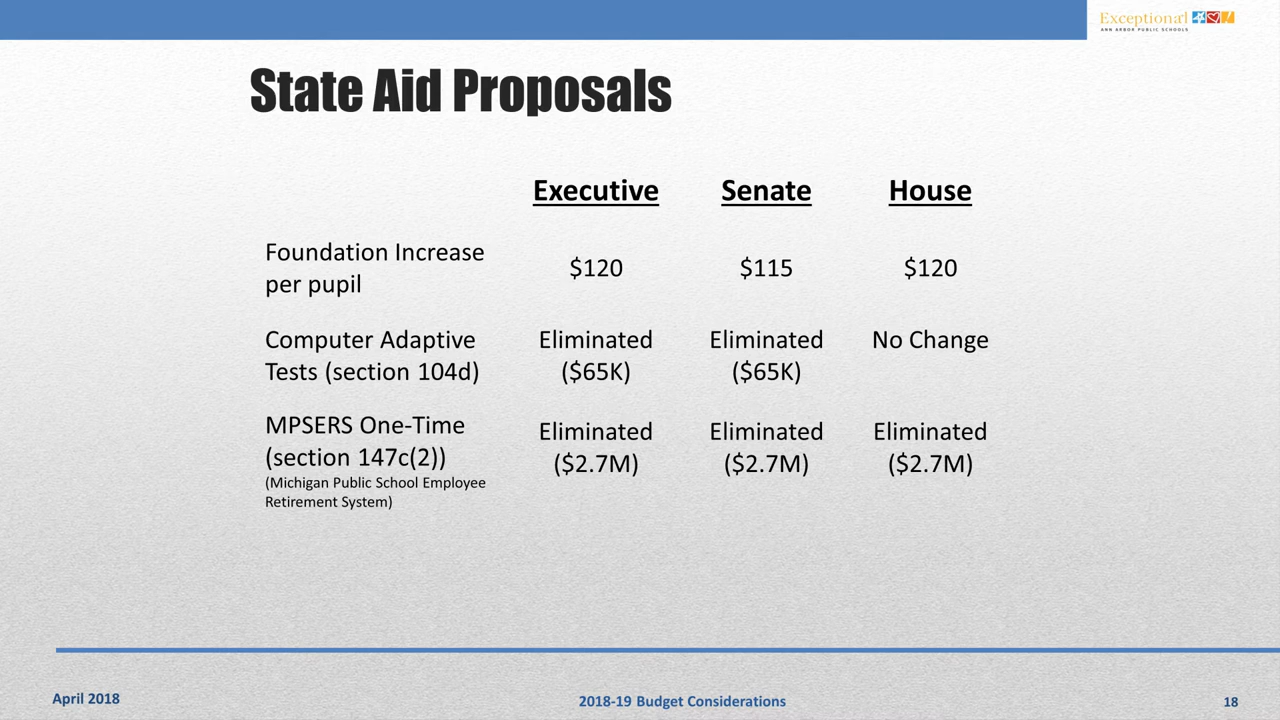 Exceptional
ANN ARBOR PUBLIC SCHOOLS
State Aid Proposals
Executive Senate House
Foundation Increase
per pupil
$120 $115 $120
Computer Adaptive
Tests (section 104d)
Eliminated
($65K)
Eliminated
($65K)
No Change
MPSERS One-Time
(section 147c(2))
(Michigan Public School Employee
Retirement System)
Eliminated
($2.7M)
Eliminated
($2.7M)
Eliminated
($2.7M)
April 2018
2018-19 Budget Considerations
18